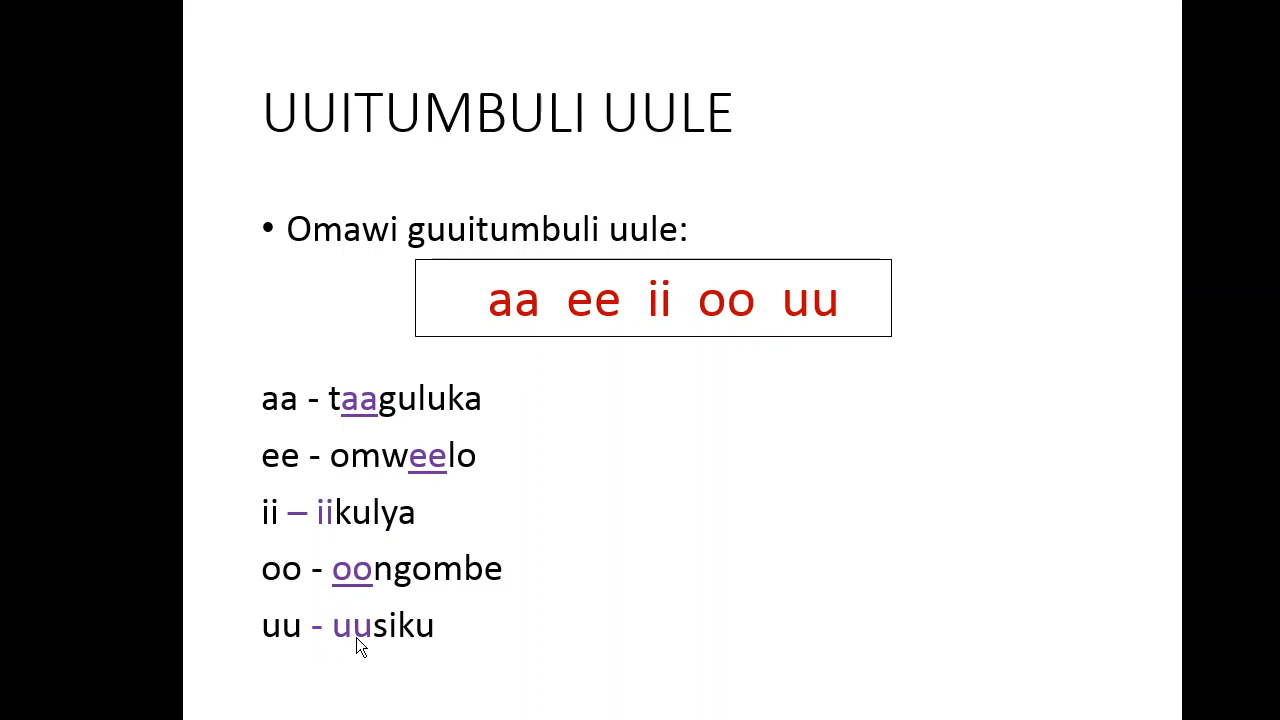 UUITUMBULI UULE
• Omawi guuitumbuli uule:
aa ee ii oo uu
aa - taaguluka
ee - omweelo
ii – iikulya
oo - oongombe
uu - uusiku